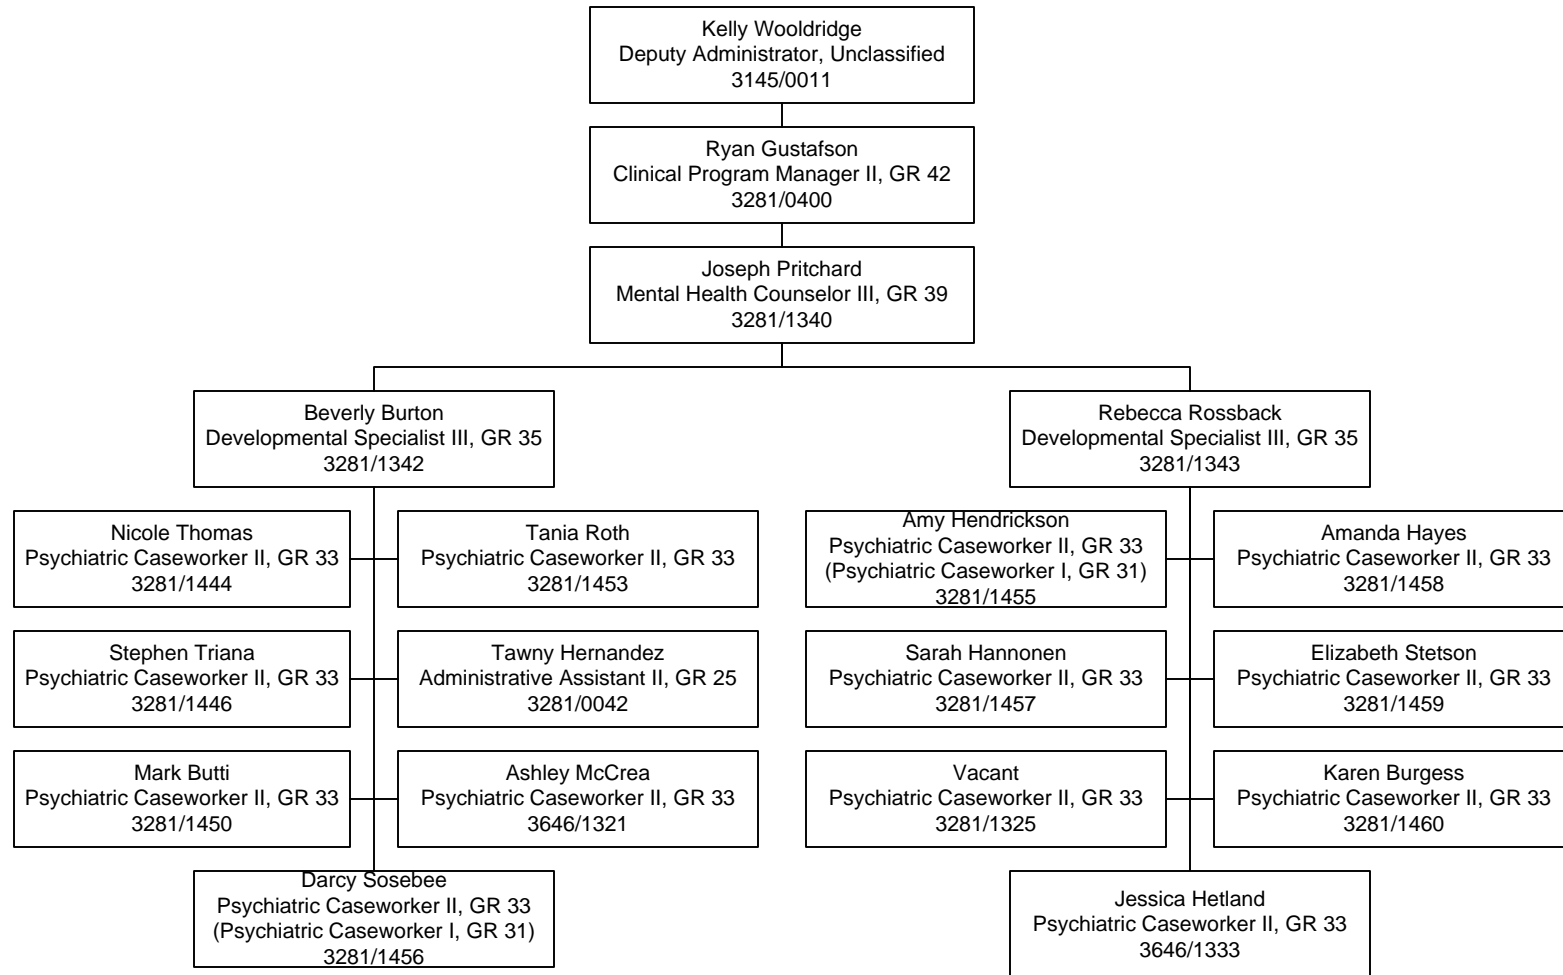 Kelly Wooldridge
Deputy Administrator, Unclassified
3145/0011
Ryan Gustafson
Clinical Program Manager II, GR 42
3281/0400
Joseph Pritchard
Mental Health Counselor III, GR 39
3281/1340
Beverly Burton
Developmental Specialist III, GR 35
3281/1342
Rebecca Rossback
Developmental Specialist III, GR 35
3281/1343
Nicole Thomas
Psychiatric Caseworker II, GR 33
3281/1444
Tania Roth
Psychiatric Caseworker II, GR 33
3281/1453
Amy Hendrickson
Psychiatric Caseworker II, GR 33
(Psychiatric Caseworker I, GR 31)
3281/1455
Amanda Hayes
Psychiatric Caseworker II, GR 33
3281/1458
Stephen Triana
Psychiatric Caseworker II, GR 33
3281/1446
Tawny Hernandez
Administrative Assistant II, GR 25
3281/0042
Sarah Hannonen
Psychiatric Caseworker II, GR 33
3281/1457
Elizabeth Stetson
Psychiatric Caseworker II, GR 33
3281/1459
Mark Butti
Psychiatric Caseworker II, GR 33
3281/1450
Ashley McCrea
Psychiatric Caseworker II, GR 33
3646/1321
Vacant
Psychiatric Caseworker II, GR 33
3281/1325
Karen Burgess
Psychiatric Caseworker II, GR 33
3281/1460
Darcy Sosebee
Psychiatric Caseworker II, GR 33
(Psychiatric Caseworker I, GR 31)
3281/1456
Jessica Hetland
Psychiatric Caseworker II, GR 33
3646/1333